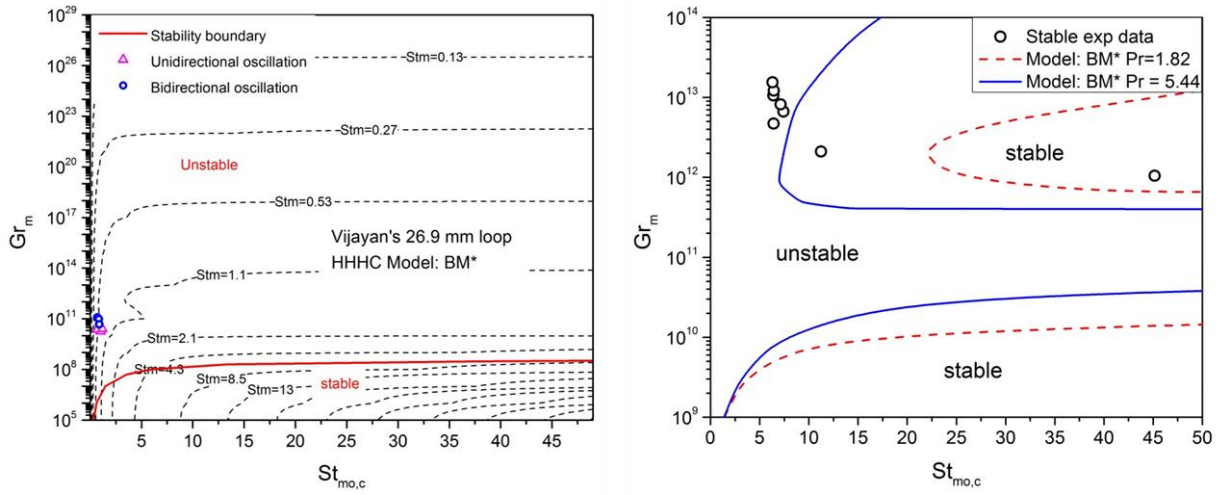 Gr_m
10^29
10^26
10^23
10^20
10^17
10^14
10^11
10^8
10^5
Stability boundary
Unidirectional oscillation
Bidirectional oscillation
Stm=0.13
Stm=0.27
Unstable
Stm=0.53
Vijayan's 26.9 mm loop
HHHC Model: BM*
Stm=1.1
Stm=2.1
Stm=4.3
Stm=8.5
Stm=13
stable
5 10 15 20 25 30 35 40 45
St_mo,c
Gr_m
10^14
10^13
10^12
10^11
10^10
10^9
Stable exp data
Model: BM* Pr=1.82
Model: BM* Pr = 5.44
stable
unstable
stable
0 5 10 15 20 25 30 35 40 45 50
St_mo,c